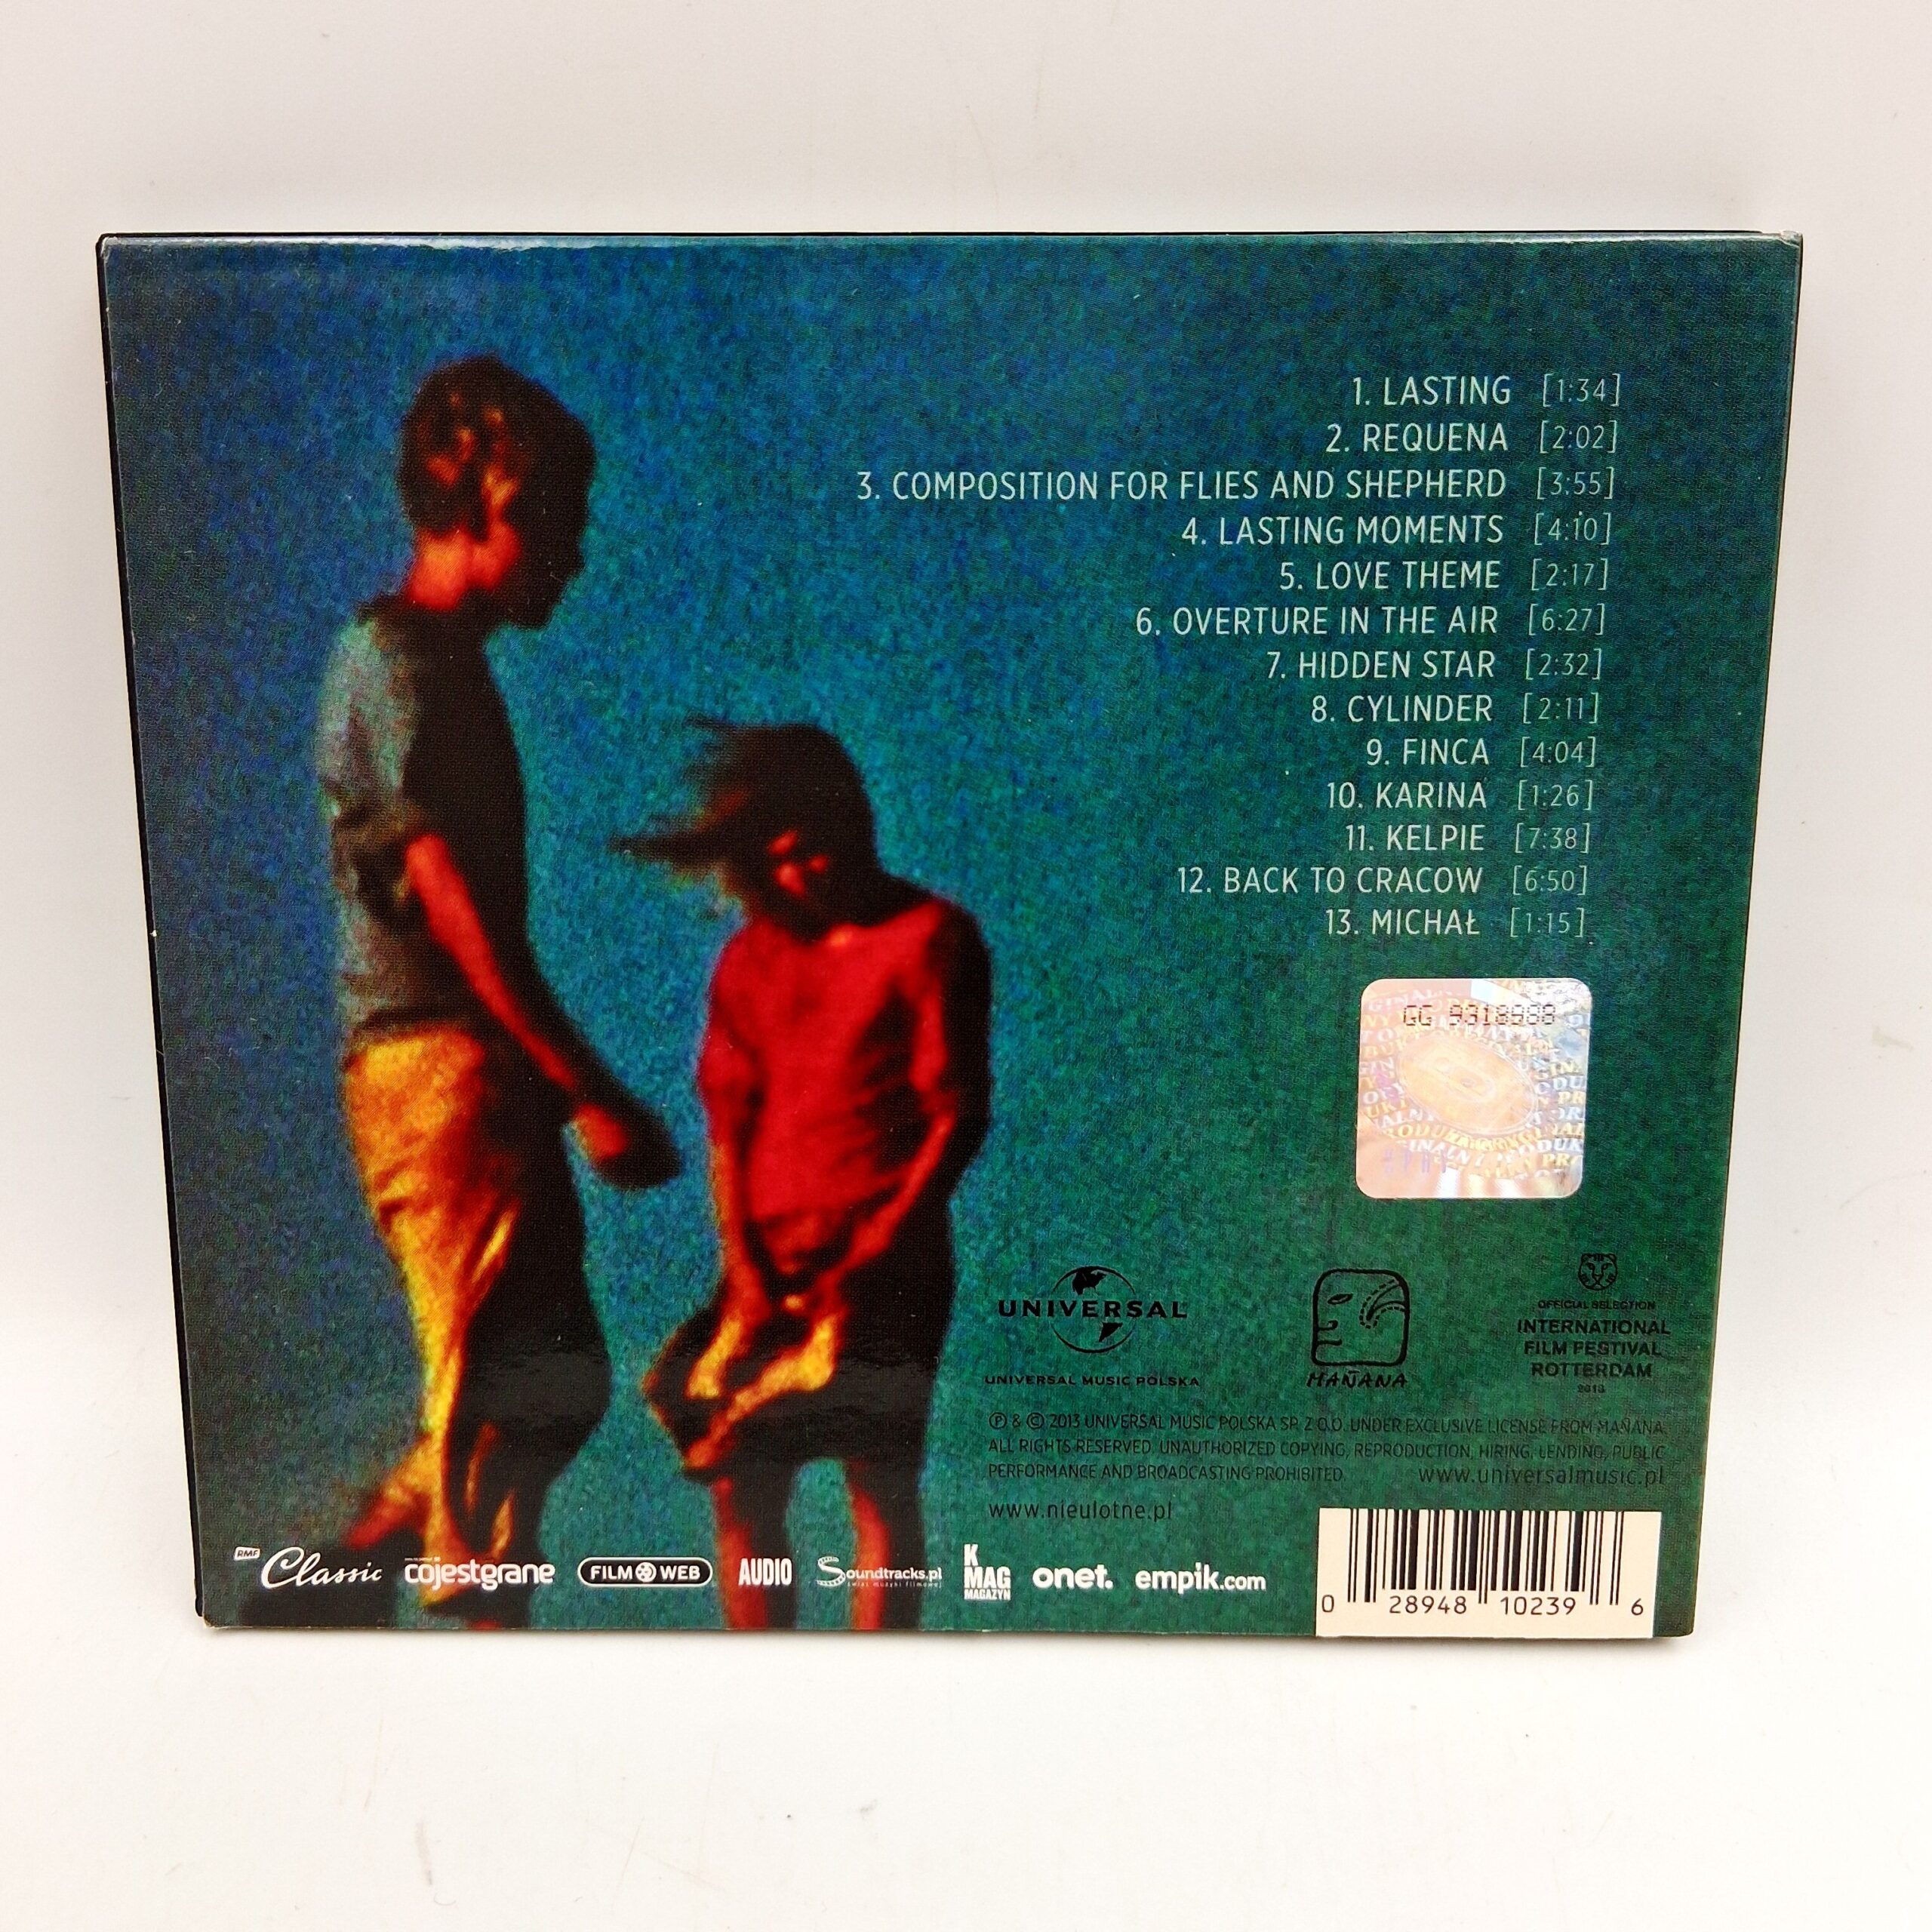 1. LASTING [1:34]
2. REQUENA [2:02]
3. COMPOSITION FOR FLIES AND SHEPHERD [3:55]
4. LASTING MOMENTS [4:10]
5. LOVE THEME [2:17]
6. OVERTURE IN THE AIR [6:27]
7. HIDDEN STAR [2:32]
8. CYLINDER [2:11]
9. FINCA [4:04]
10. KARINA [1:26]
11. KELPIE [7:38]
12. BACK TO CRACOW [6:50]
13. MICHAŁ [1:15]
GG 9318988
UNIVERSAL
UNIVERSAL MUSIC POLSKA
MAÑANA
OFFICIAL SELECTION
INTERNATIONAL
FILM FESTIVAL
ROTTERDAM
2013
Ⓟ & © 2013 UNIVERSAL MUSIC POLSKA SP. Z O.O. UNDER EXCLUSIVE LICENSE FROM MAÑANA.
ALL RIGHTS RESERVED. UNAUTHORIZED COPYING, REPRODUCTION, HIRING, LENDING, PUBLIC
PERFORMANCE AND BROADCASTING PROHIBITED. www.universalmusic.pl
www.nieulotne.pl
RMF Classic
cojestgrane
FILM WEB
AUDIO
Soundtracks.pl
świat muzyki filmowej
K MAG MAGAZYN
onet.
empik.com
0 28948 10239 6